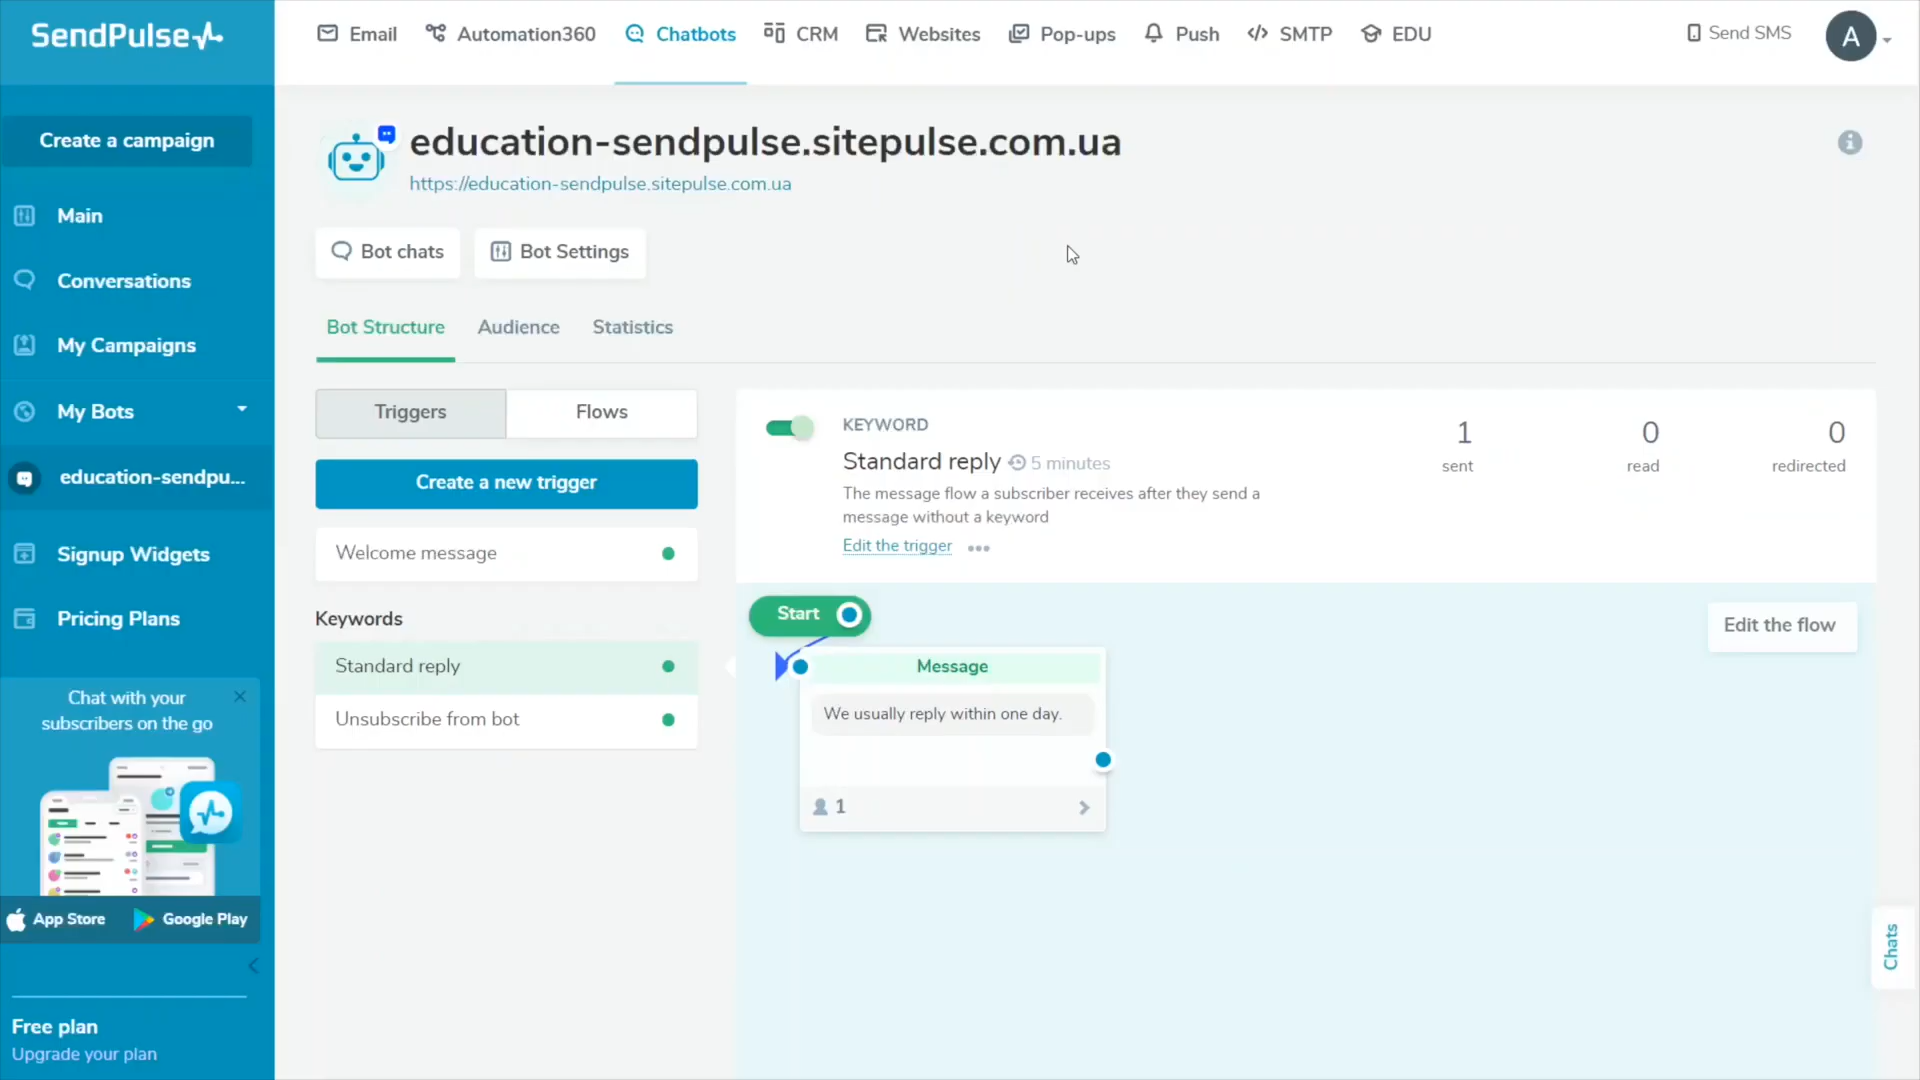 SendPulse
Email
Automation360
Chatbots
CRM
Websites
Pop-ups
Push
SMTP
EDU
Send SMS
A
Create a campaign
Main
Conversations
My Campaigns
My Bots
education-sendpu...
Signup Widgets
Pricing Plans
Chat with your
subscribers on the go
App Store
Google Play
Free plan
Upgrade your plan
education-sendpulse.sitepulse.com.ua
https://education-sendpulse.sitepulse.com.ua
Bot chats
Bot Settings
Bot Structure
Audience
Statistics
Triggers
Flows
Create a new trigger
Welcome message
Keywords
Standard reply
Unsubscribe from bot
KEYWORD
Standard reply 5 minutes
The message flow a subscriber receives after they send a
message without a keyword
Edit the trigger
1
sent
0
read
0
redirected
Start
Edit the flow
Message
We usually reply within one day.
1
Chats